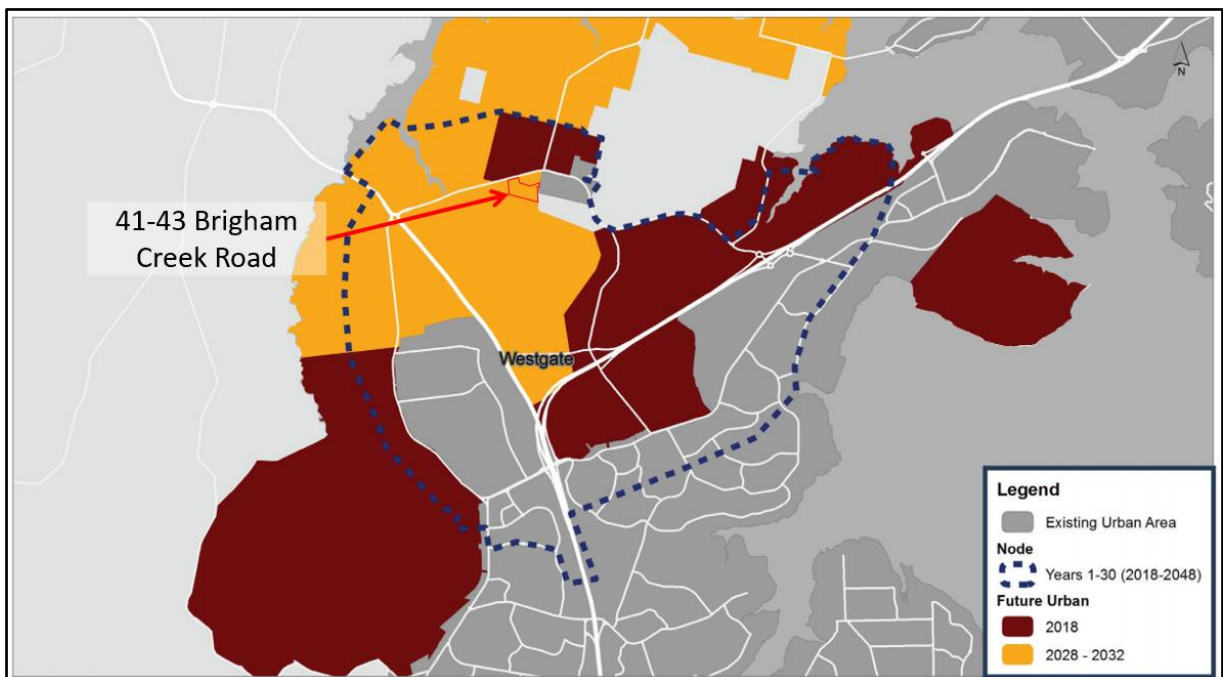 N
41-43 Brigham
Creek Road
Westgate
Legend
Existing Urban Area
Node
Years 1-30 (2018-2048)
Future Urban
2018
2028 - 2032